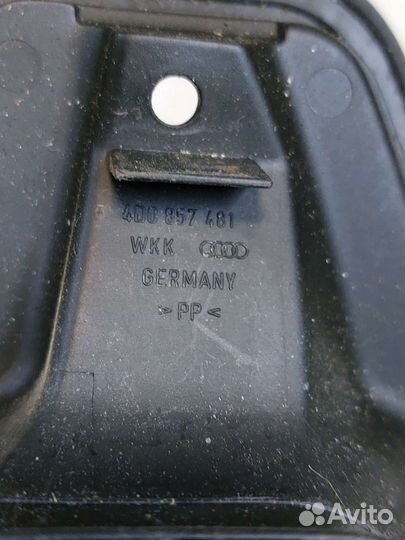 4D0 857 481
WKK
GERMANY
>PP<
Avito